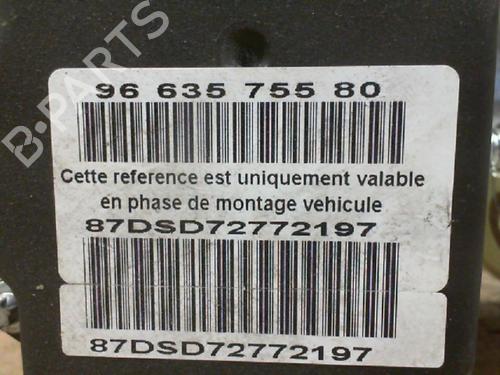 B-PARTS
96 635 755 80
Cette reference est uniquement valable
en phase de montage vehicule
87DSD72772197
87DSD72772197